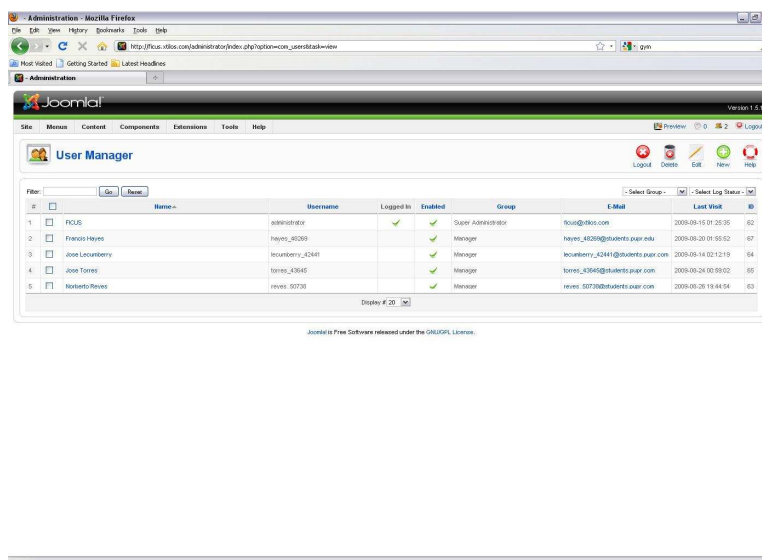 - Administration - Mozilla Firefox
File Edit View History Bookmarks Tools Help
http://ficus.xtilos.com/administrator/index.php?option=com_users&task=view
gym
Most Visited Getting Started Latest Headlines
- Administration
Joomla!
Version 1.5.1
Site Menus Content Components Extensions Tools Help Preview 0 2 Logout
User Manager
Logout Delete Edit New Help
Filter: Go Reset - Select Group - - Select Log Status -
# Name Username Logged In Enabled Group E-Mail Last Visit ID
1 FICUS administrator Super Administrator ficus@xtilos.com 2009-09-15 01:25:35 62
2 Francis Hayes hayes_48269 Manager hayes_48269@students.pupr.edu 2009-08-20 01:55:52 67
3 Jose Lecumberry lecumberry_42441 Manager lecumberry_42441@students.pupr.com 2009-09-14 02:12:19 64
4 Jose Torres torres_43645 Manager torres_43645@students.pupr.com 2009-08-24 00:59:02 65
5 Norberto Reyes reyes_50738 Manager reyes_50738@students.pupr.com 2009-08-26 19:44:54 63
Display # 20
Joomla! is Free Software released under the GNU/GPL License.